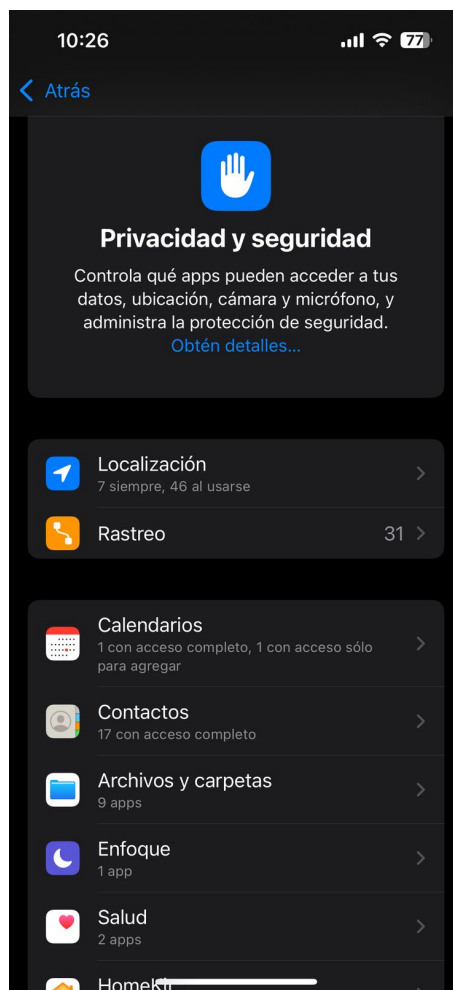 10:26
77
Atrás
Privacidad y seguridad
Controla qué apps pueden acceder a tus
datos, ubicación, cámara y micrófono, y
administra la protección de seguridad.
Obtén detalles...
Localización
7 siempre, 46 al usarse
Rastreo
31
Calendarios
1 con acceso completo, 1 con acceso sólo
para agregar
Contactos
17 con acceso completo
Archivos y carpetas
9 apps
Enfoque
1 app
Salud
2 apps
HomeKit